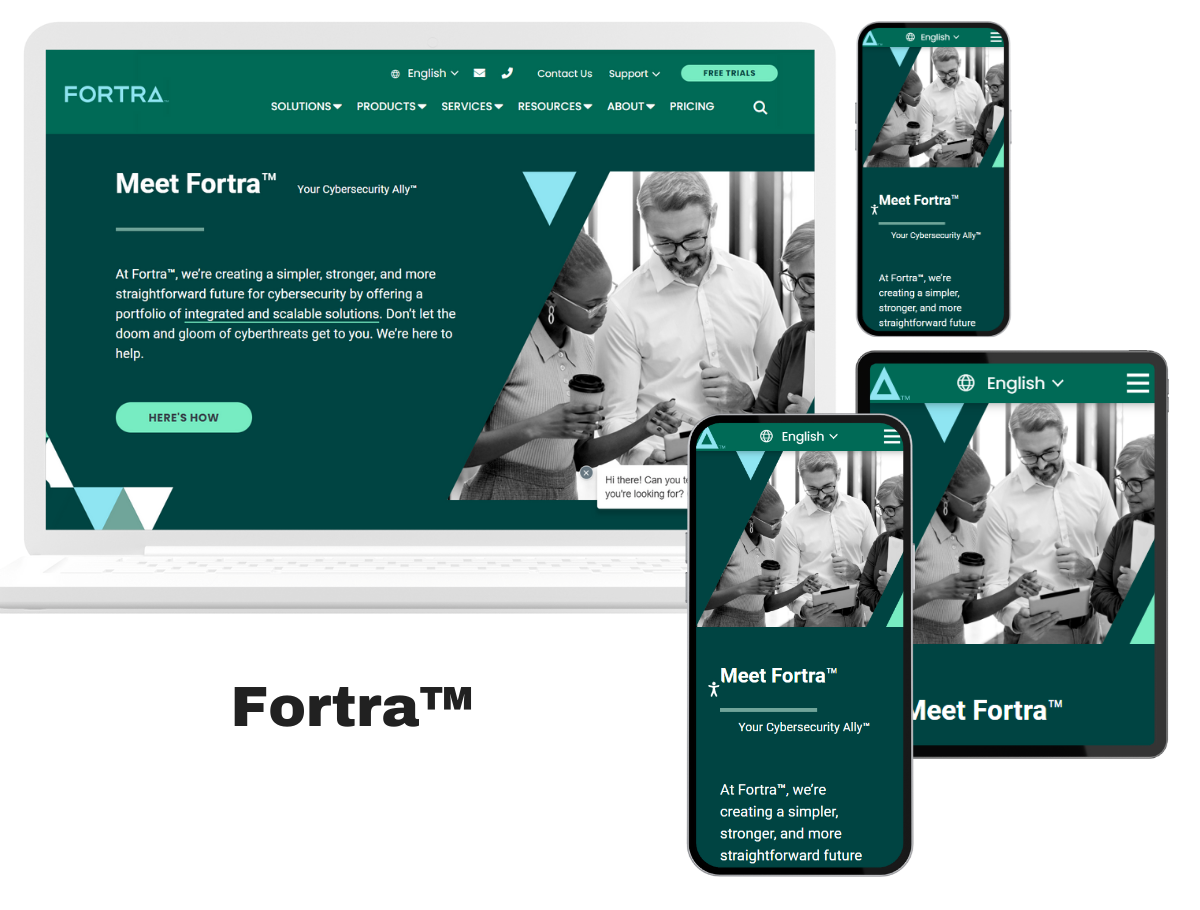 English
Contact Us
Support
FREE TRIALS
FORTRA™
SOLUTIONS
PRODUCTS
SERVICES
RESOURCES
ABOUT
PRICING
Meet Fortra™
Your Cybersecurity Ally™
At Fortra™, we’re creating a simpler, stronger, and more
straightforward future for cybersecurity by offering a
portfolio of integrated and scalable solutions. Don’t let the
doom and gloom of cyberthreats get to you. We’re here to
help.
HERE’S HOW
Hi there! Can you
you're looking for?
English
Meet Fortra™
Your Cybersecurity Ally™
At Fortra™, we’re
creating a simpler,
stronger, and more
straightforward future
TM
English
Meet Fortra™
TM
English
Meet Fortra™
Your Cybersecurity Ally™
At Fortra™, we’re
creating a simpler,
stronger, and more
straightforward future
Fortra™